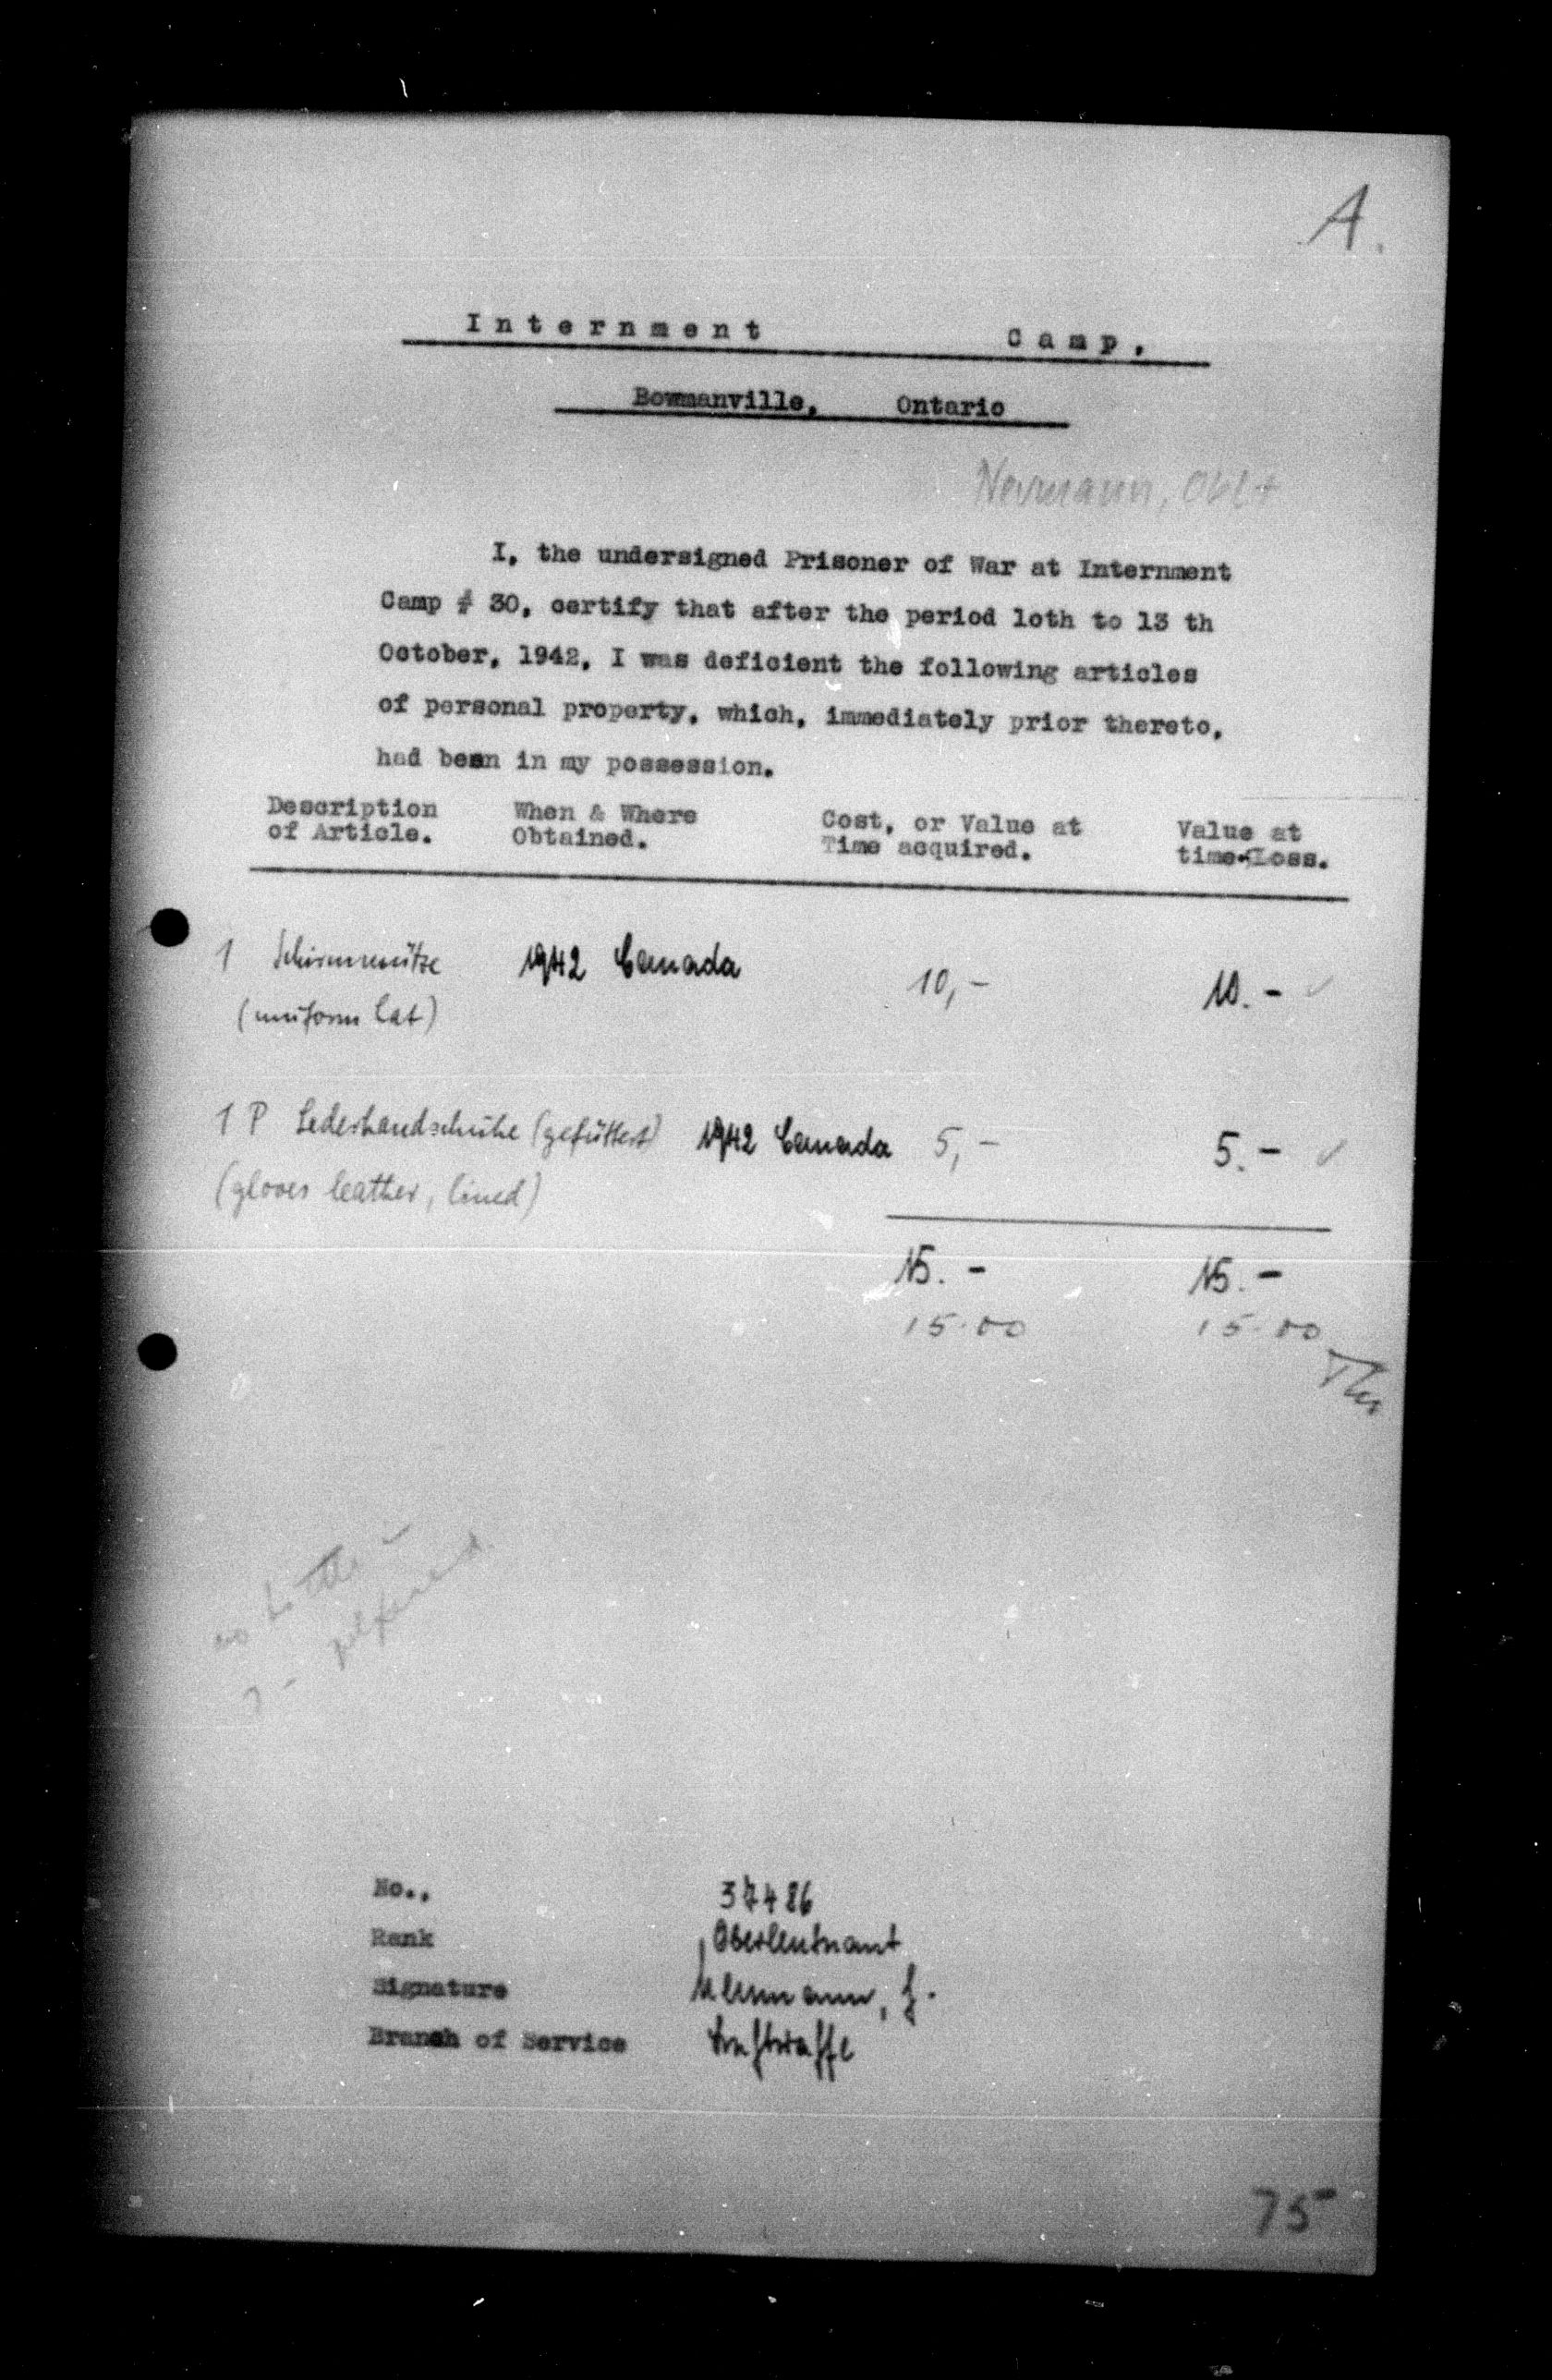 A.
Internment Camp.
Bowmanville, Ontario
Oblt
I, the undersigned Prisoner of War at Internment
Camp # 30, certify that after the period loth to 13 th
October, 1942, I was deficient the following articles
of personal property, which, immediately prior thereto,
had been in my possession.
Description of Article. When & Where Obtained. Cost, or Value at Time acquired. Value at time of Loss.
1 Schirmmütze 1942 Canada 10,- 10.-
(uniform Cat)
1 P Lederhandschuhe (gefüttert) 1942 Canada 5,- 5.-
(gloves leather, lined)
15.- 15.-
15.00 15.00
No., 37486
Rank Oberleutnant
Signature
Branch of Service Luftwaffe
75